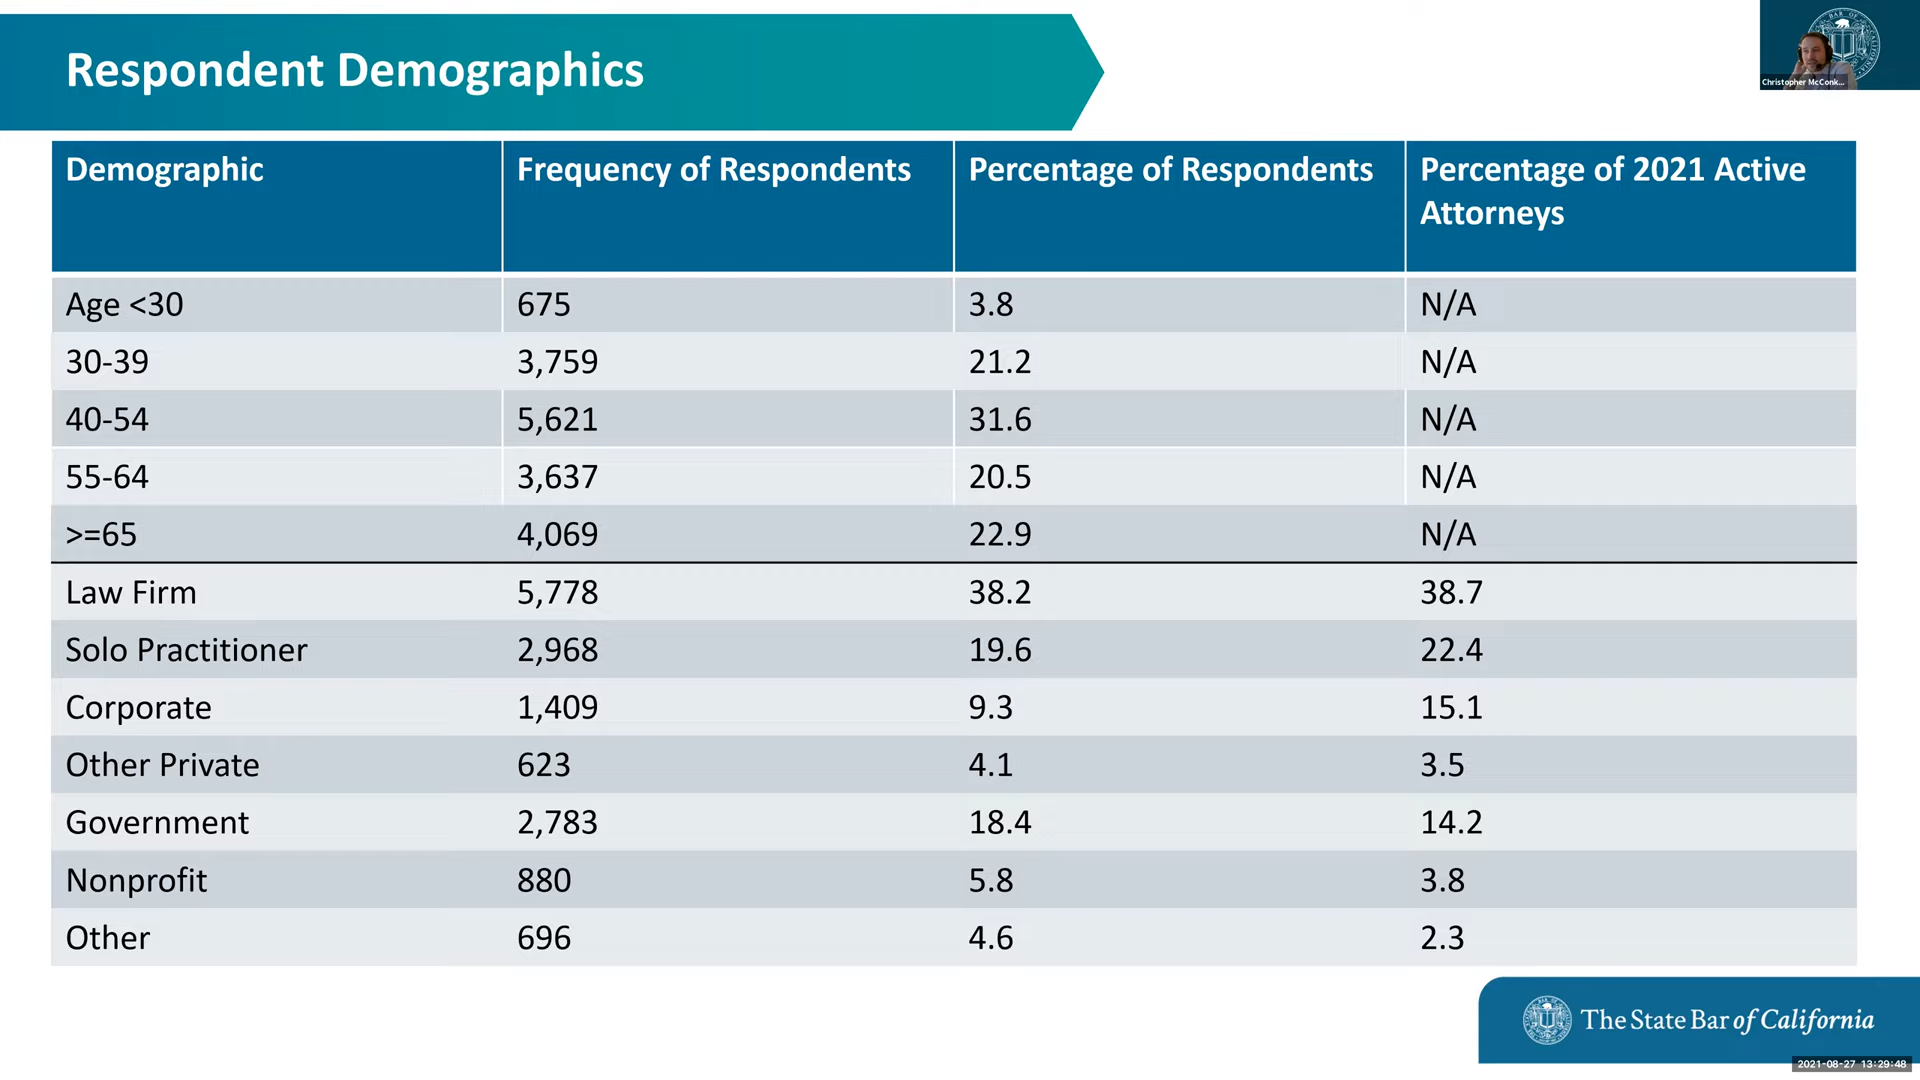 Respondent Demographics
Christopher McConk...
Demographic Frequency of Respondents Percentage of Respondents Percentage of 2021 Active
Attorneys
Age <30 675 3.8 N/A
30-39 3,759 21.2 N/A
40-54 5,621 31.6 N/A
55-64 3,637 20.5 N/A
>=65 4,069 22.9 N/A
Law Firm 5,778 38.2 38.7
Solo Practitioner 2,968 19.6 22.4
Corporate 1,409 9.3 15.1
Other Private 623 4.1 3.5
Government 2,783 18.4 14.2
Nonprofit 880 5.8 3.8
Other 696 4.6 2.3
The State Bar of California
2021-08-27 13:29:48